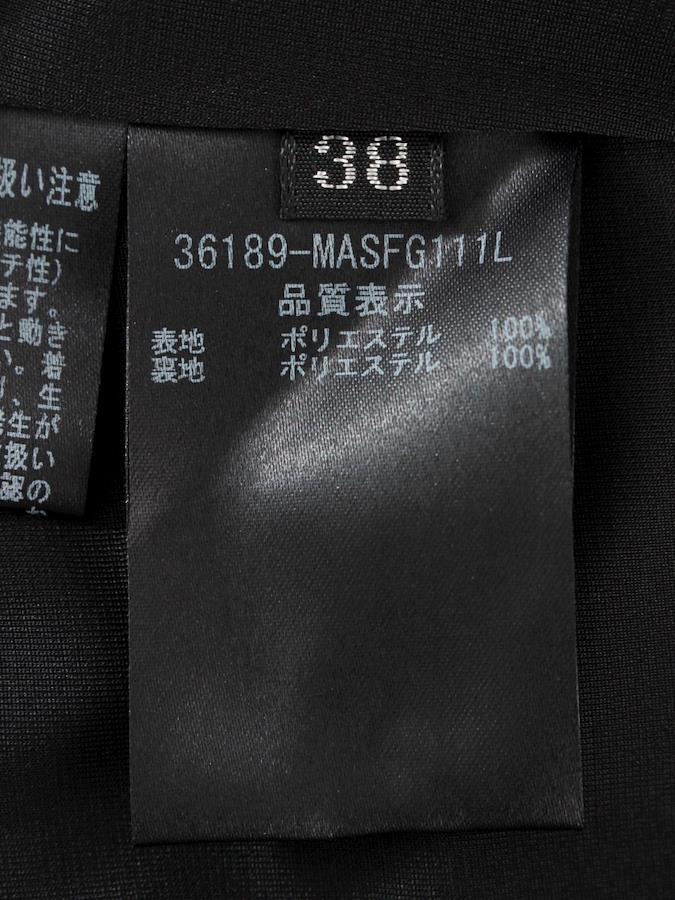 38
36189-MASFG111L
品質表示
表地 ポリエステル 100%
裏地 ポリエステル 100%
扱い注意
能性に
チ性)
ます。
と動き
い。着
り、生
発生が
扱い
認の